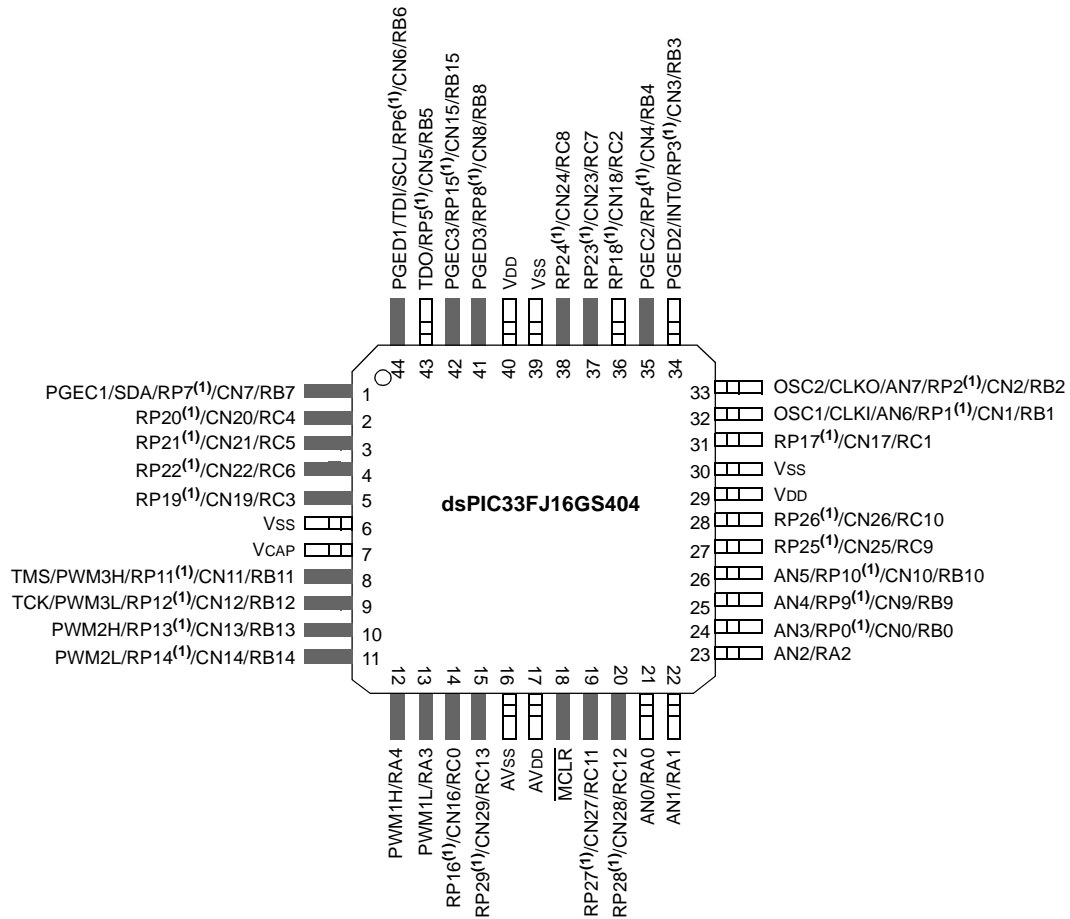 PGED1/TDI/SCL/RP6(1)/CN6/RB6
TDO/RP5(1)/CN5/RB5
PGEC3/RP15(1)/CN15/RB15
PGED3/RP8(1)/CN8/RB8
VDD
VSS
RP24(1)/CN24/RC8
RP23(1)/CN23/RC7
RP18(1)/CN18/RC2
PGEC2/RP4(1)/CN4/RB4
PGED2/INT0/RP3(1)/CN3/RB3
44
43
42
41
40
39
38
37
36
35
34
PGEC1/SDA/RP7(1)/CN7/RB7 1
RP20(1)/CN20/RC4 2
RP21(1)/CN21/RC5 3
RP22(1)/CN22/RC6 4
RP19(1)/CN19/RC3 5
VSS 6
VCAP 7
TMS/PWM3H/RP11(1)/CN11/RB11 8
TCK/PWM3L/RP12(1)/CN12/RB12 9
PWM2H/RP13(1)/CN13/RB13 10
PWM2L/RP14(1)/CN14/RB14 11
dsPIC33FJ16GS404
33 OSC2/CLKO/AN7/RP2(1)/CN2/RB2
32 OSC1/CLKI/AN6/RP1(1)/CN1/RB1
31 RP17(1)/CN17/RC1
30 VSS
29 VDD
28 RP26(1)/CN26/RC10
27 RP25(1)/CN25/RC9
26 AN5/RP10(1)/CN10/RB10
25 AN4/RP9(1)/CN9/RB9
24 AN3/RP0(1)/CN0/RB0
23 AN2/RA2
12
13
14
15
16
17
18
19
20
21
22
PWM1H/RA4
PWM1L/RA3
RP16(1)/CN16/RC0
RP29(1)/CN29/RC13
AVSS
AVDD
MCLR
RP27(1)/CN27/RC11
RP28(1)/CN28/RC12
AN0/RA0
AN1/RA1